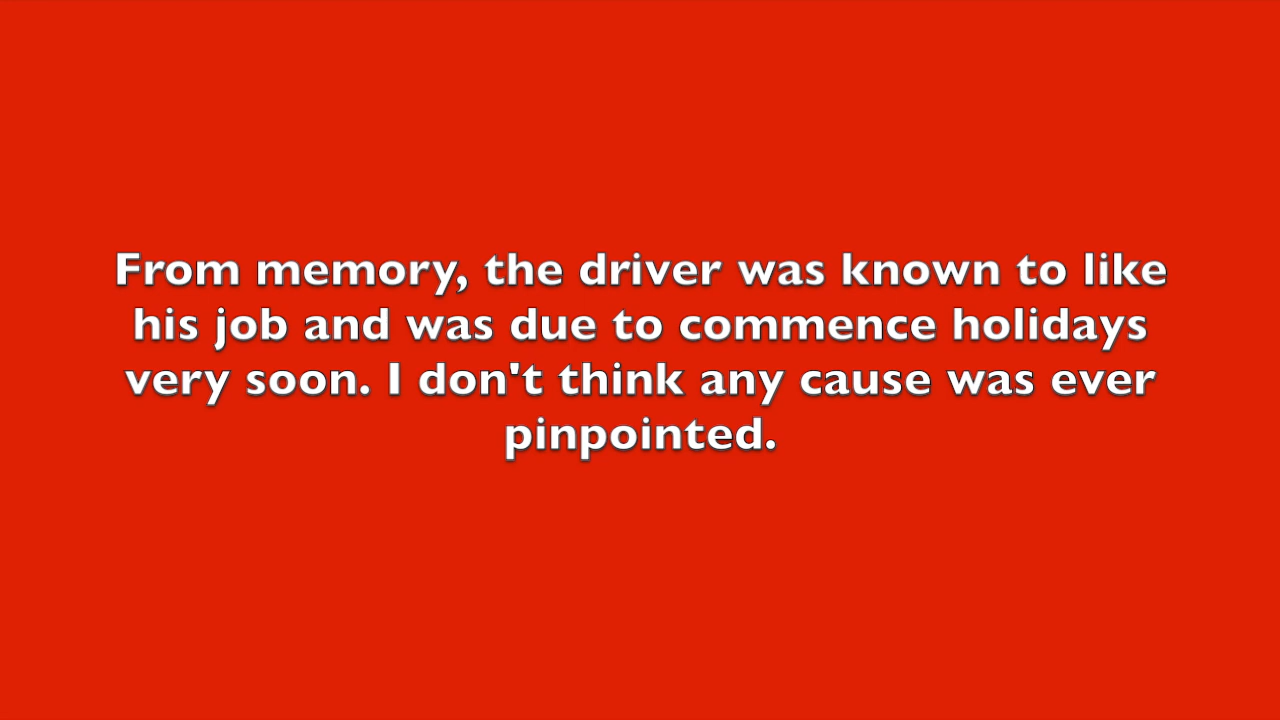 From memory, the driver was known to like
his job and was due to commence holidays
very soon. I don't think any cause was ever
pinpointed.